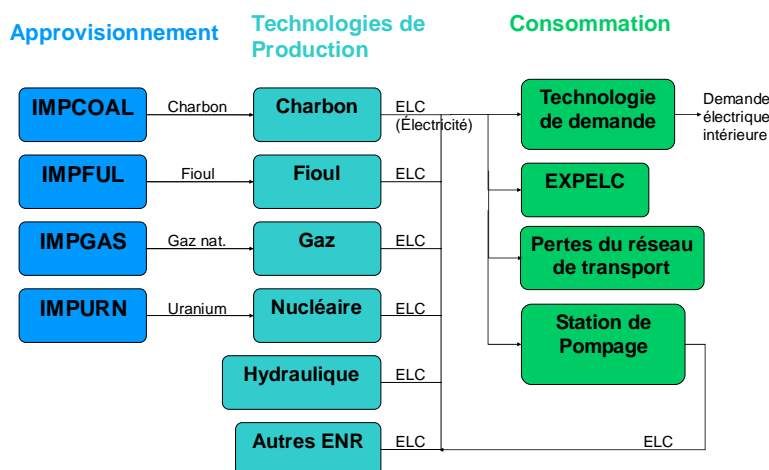 Approvisionnement
Technologies de
Production
Consommation
IMPCOAL
Charbon
Charbon
ELC
(Électricité)
Technologie
de demande
Demande
électrique
intérieure
IMPFUL
Fioul
Fioul
ELC
EXPELC
IMPGAS
Gaz nat.
Gaz
ELC
Pertes du réseau
de transport
IMPURN
Uranium
Nucléaire
ELC
Station de
Pompage
Hydraulique
ELC
Autres ENR
ELC
ELC